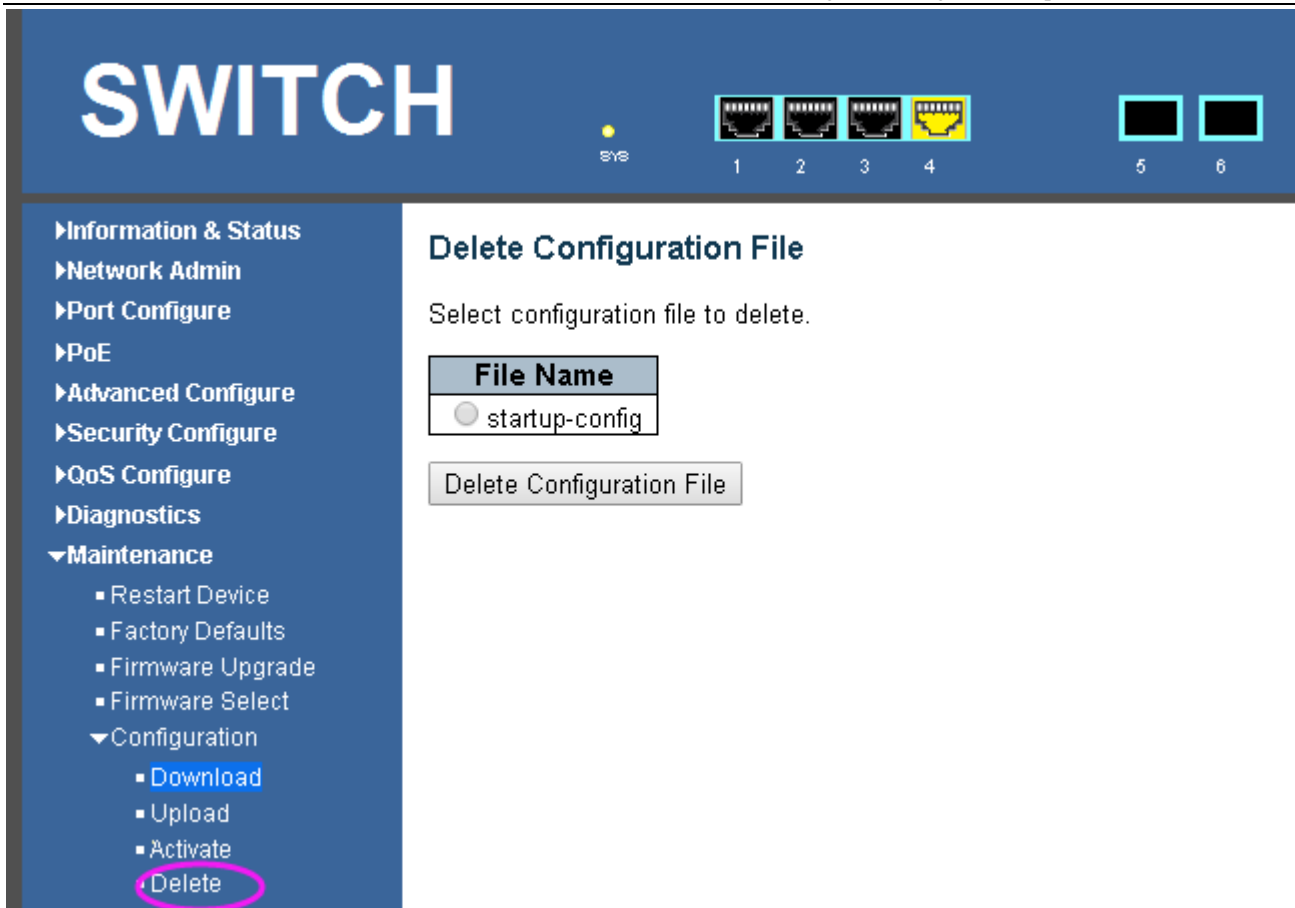 SWITCH
SYS
1 2 3 4 5 6
Information & Status
Network Admin
Port Configure
PoE
Advanced Configure
Security Configure
QoS Configure
Diagnostics
Maintenance
Restart Device
Factory Defaults
Firmware Upgrade
Firmware Select
Configuration
Download
Upload
Activate
Delete
Delete Configuration File
Select configuration file to delete.
File Name
startup-config
Delete Configuration File